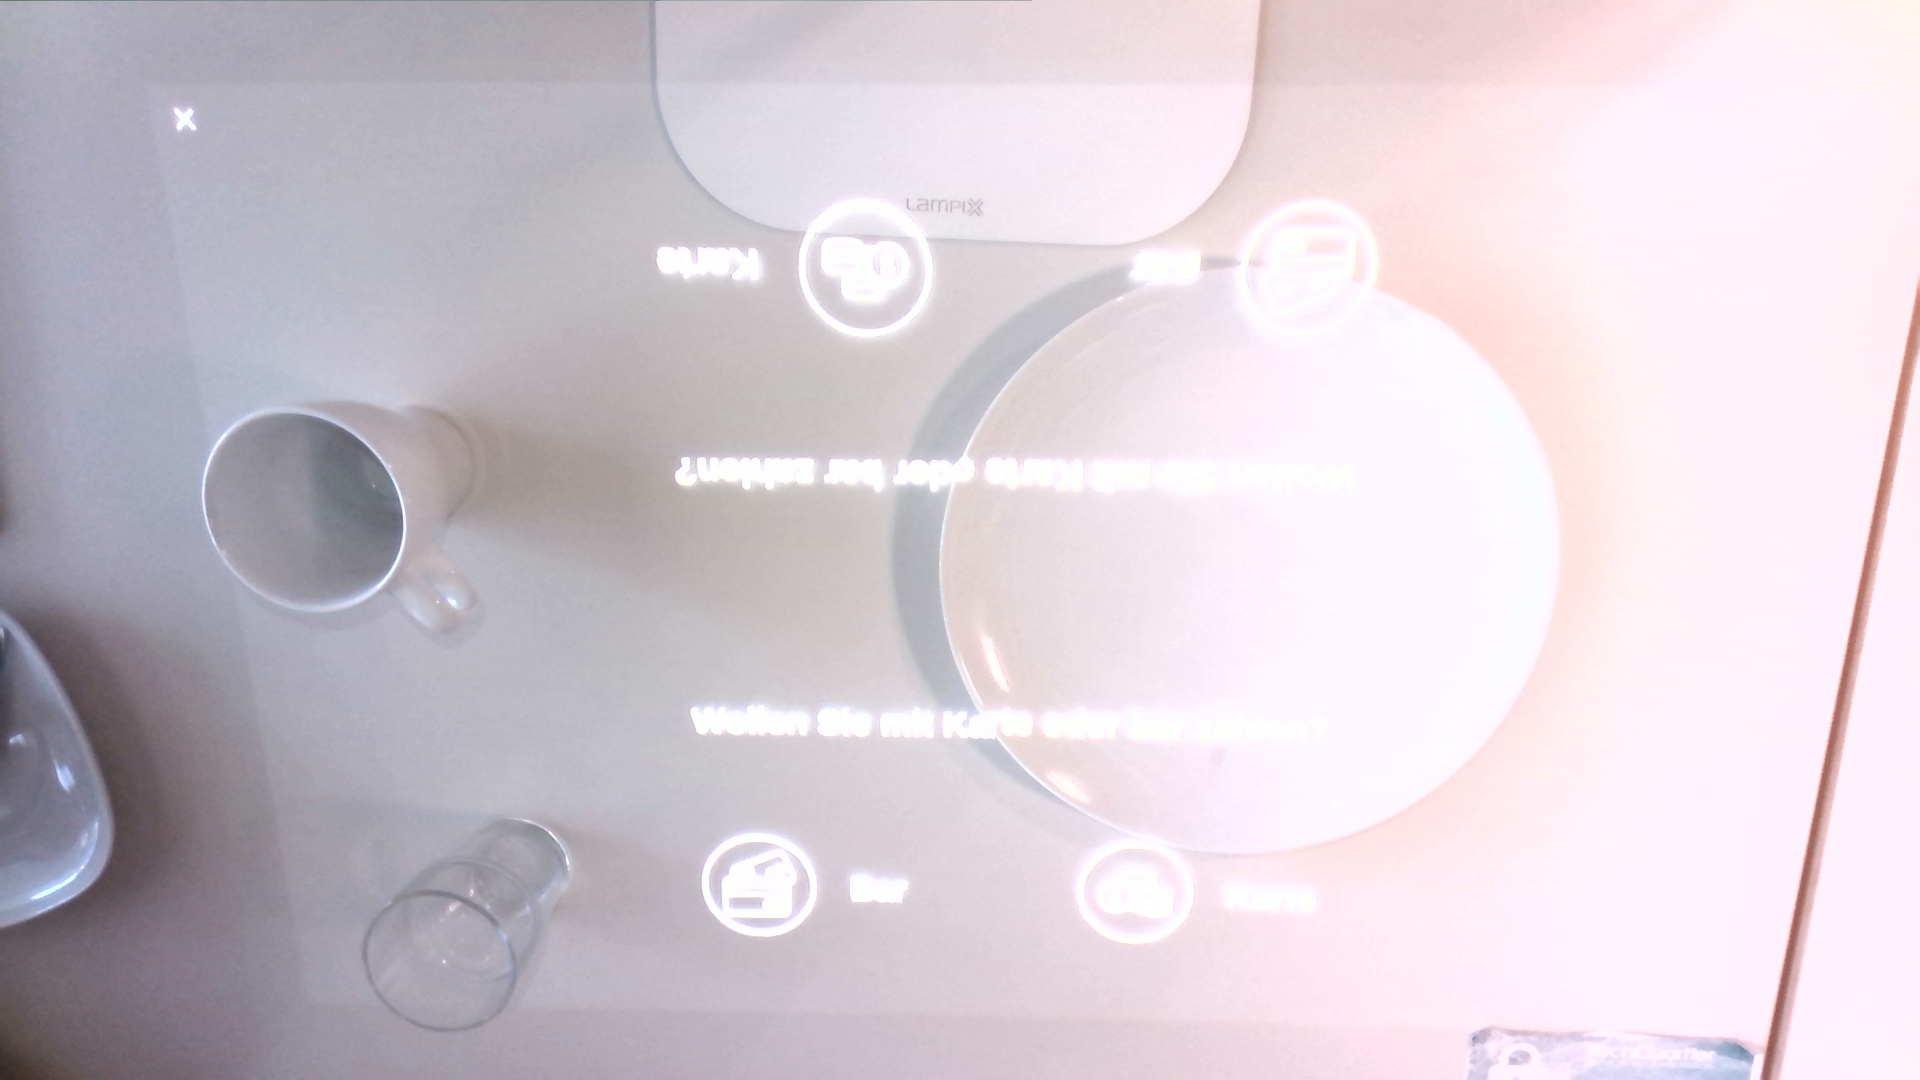 x
LAMPIX
Karte
Bar
Wollen Sie mit Karte oder bar zahlen?
Wollen Sie mit Karte oder bar zahlen?
Bar
Karte
TechQuartier